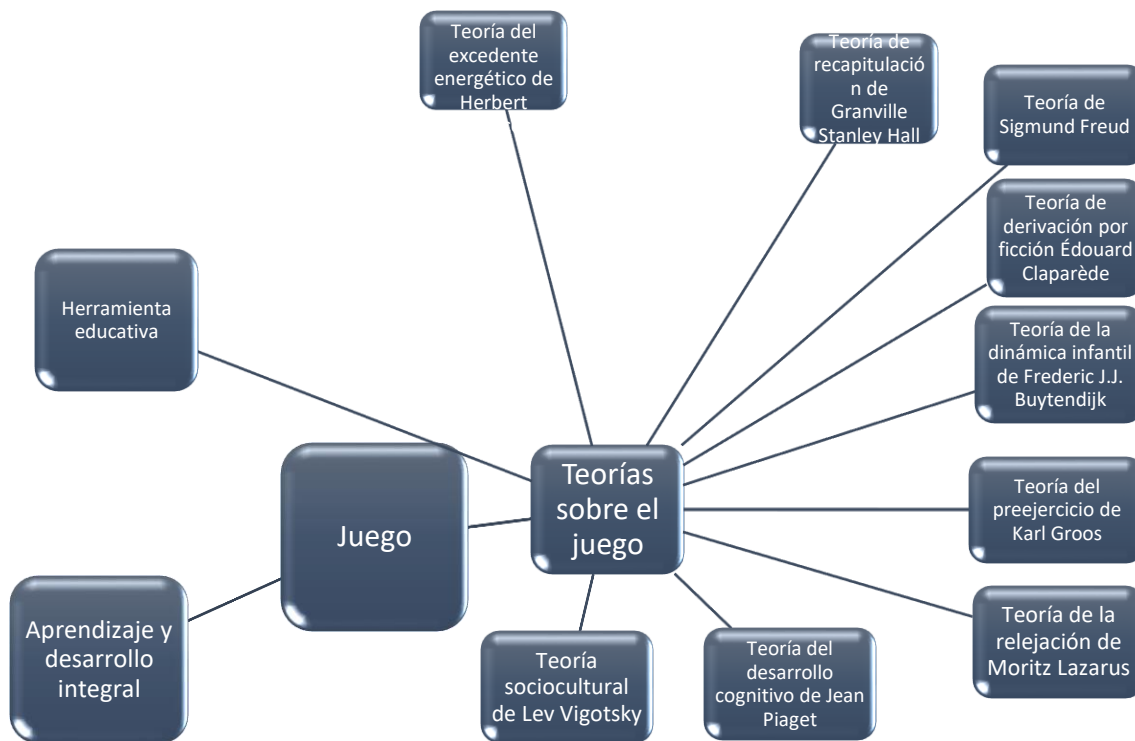 Teoría del
excedente
energético de
Herbert
Teoría de
recapitulació
n de
Granville
Stanley Hall
Teoría de
Sigmund Freud
Teoría de
derivación por
ficción Édouard
Claparède
Herramienta
educativa
Teoría de la
dinámica infantil
de Frederic J.J.
Buytendijk
Juego
Teorías
sobre el
juego
Teoría del
preejercicio de
Karl Groos
Aprendizaje y
desarrollo
integral
Teoría
sociocultural
de Lev Vigotsky
Teoría del
desarrollo
cognitivo de Jean
Piaget
Teoría de la
relejación de
Moritz Lazarus